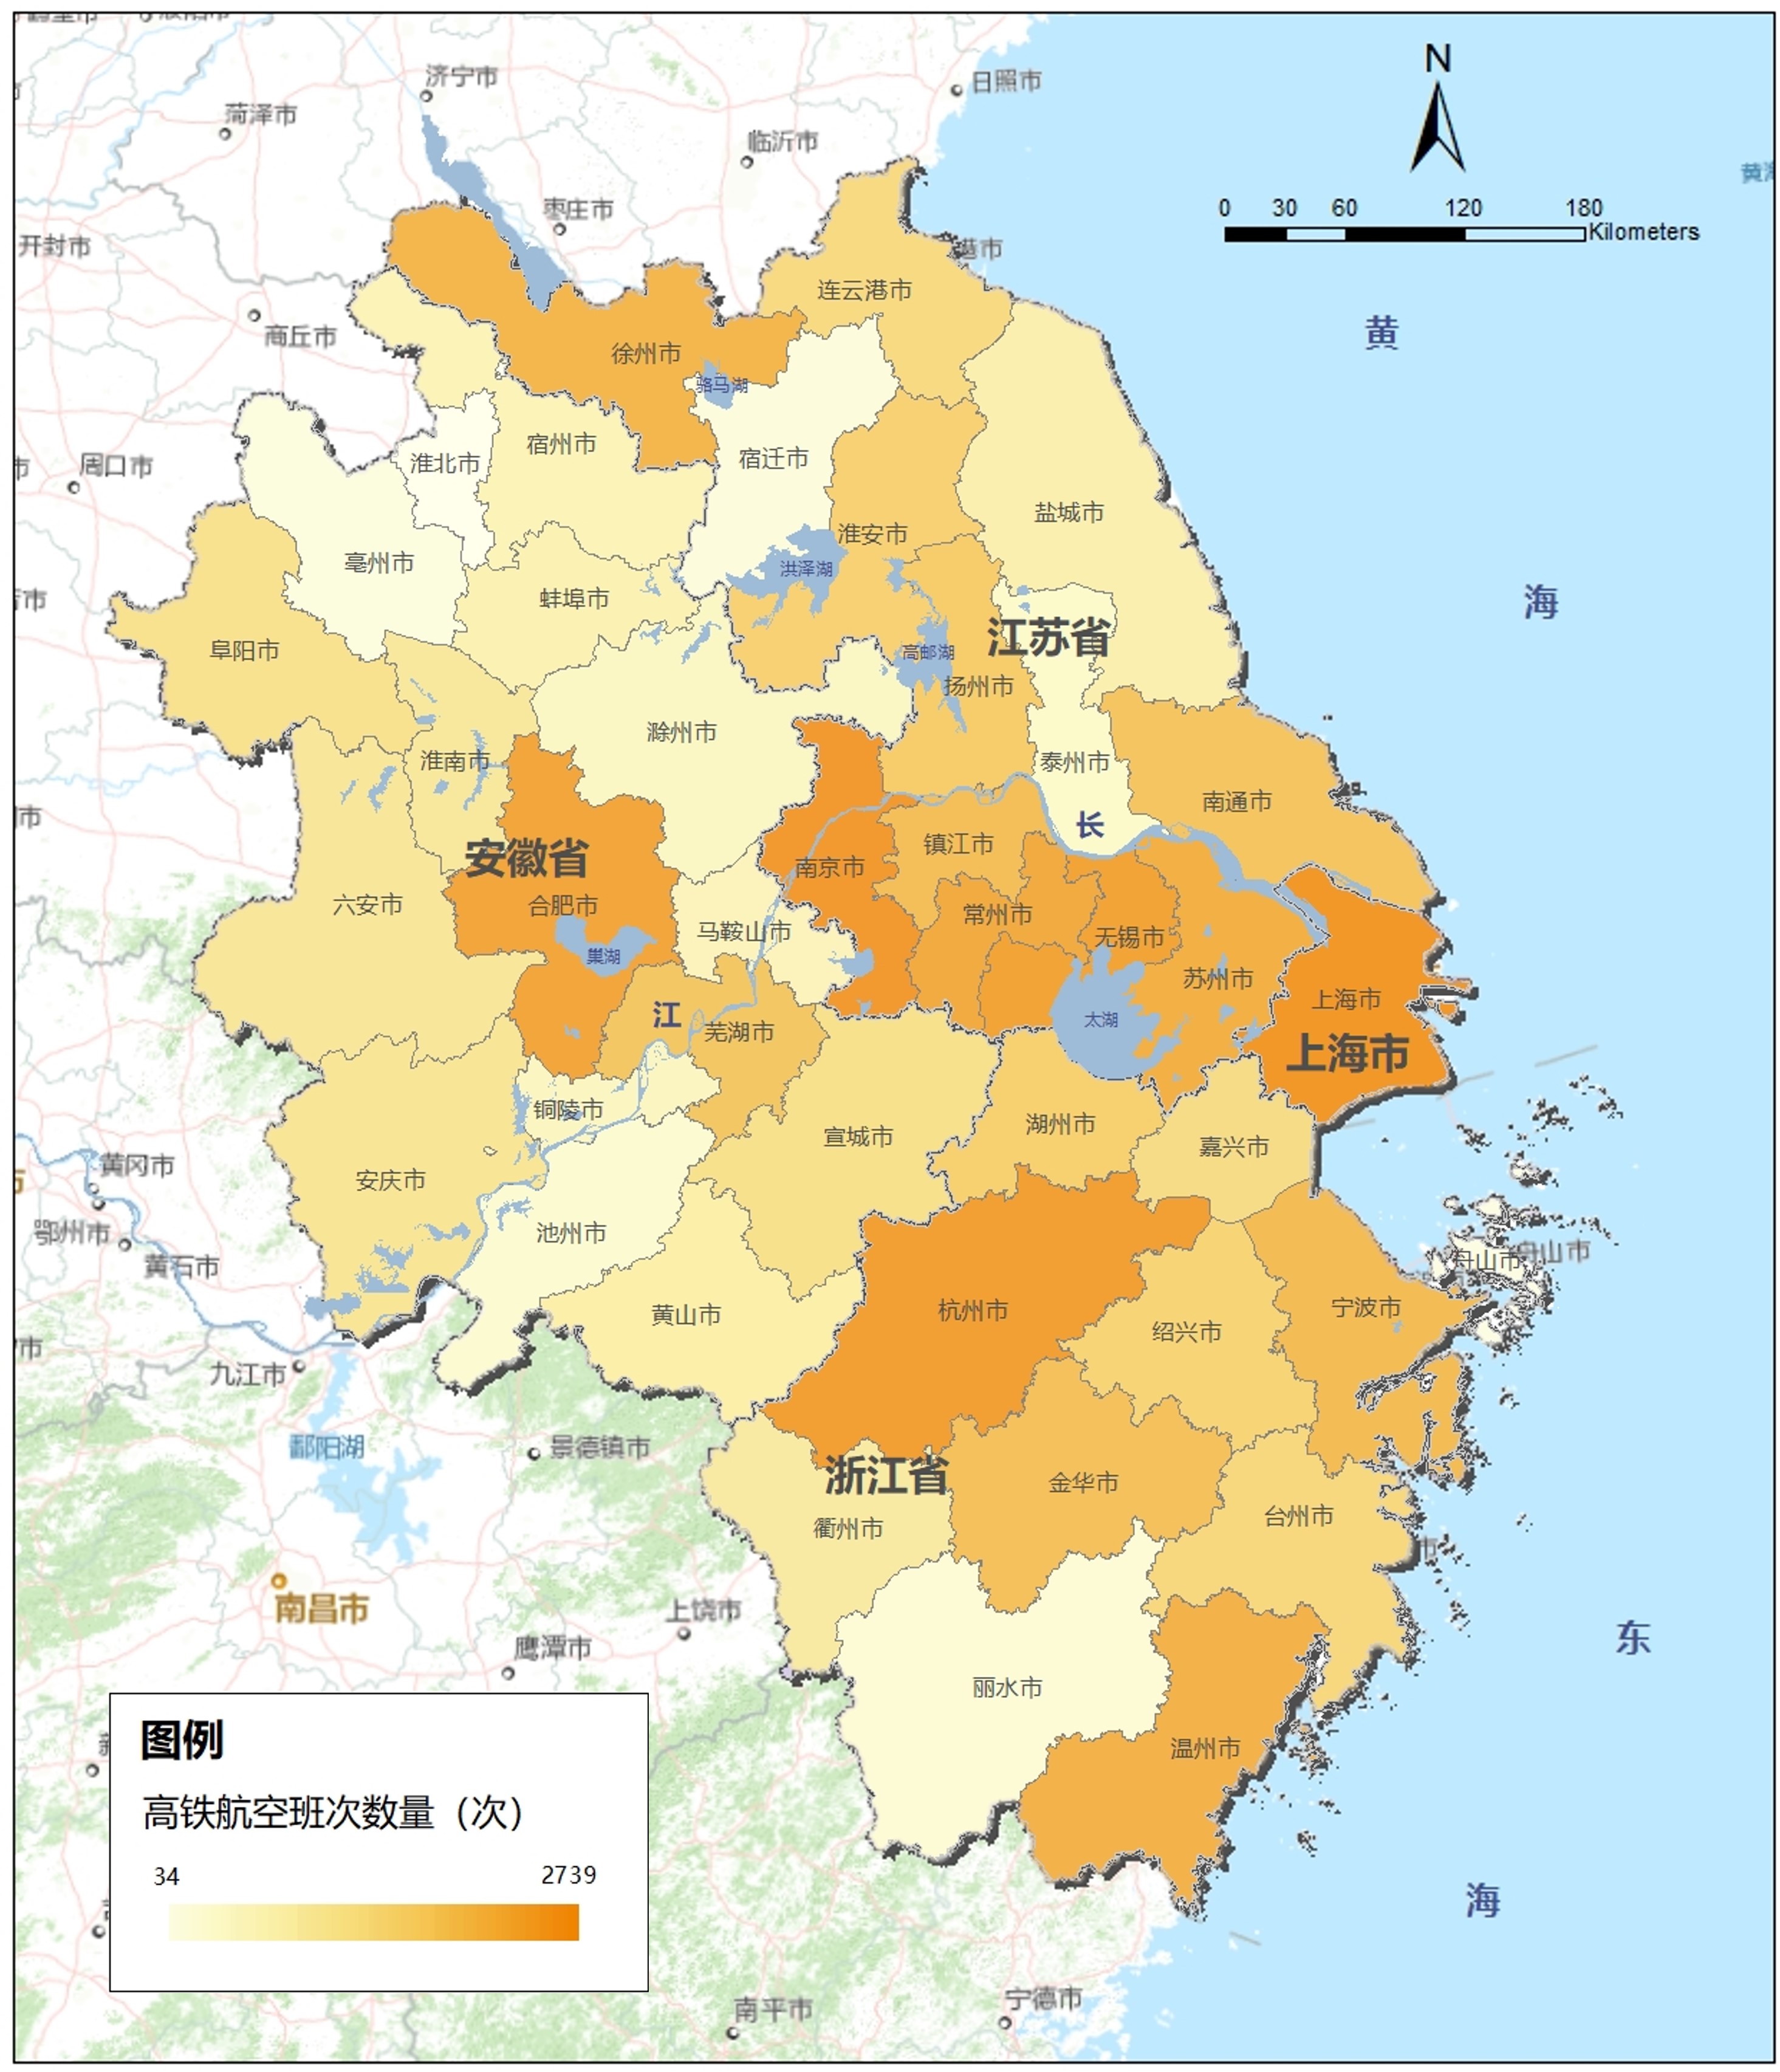 济宁市
日照市
菏泽市
临沂市
枣庄市
开封市
港市
商丘市
周口市
N
0 30 60 120 180
Kilometers
黄
海
连云港市
徐州市
骆马湖
宿州市
淮北市
宿迁市
盐城市
淮安市
亳州市
洪泽湖
蚌埠市
阜阳市
江苏省
高邮湖
扬州市
滁州市
淮南市
泰州市
南通市
长
镇江市
安徽省
南京市
六安市
合肥市
常州市
马鞍山市
无锡市
巢湖
苏州市
上海市
江
芜湖市
太湖
上海市
铜陵市
湖州市
宣城市
嘉兴市
黄冈市
安庆市
鄂州市
池州市
黄石市
舟山市
舟山市
宁波市
杭州市
黄山市
绍兴市
九江市
鄱阳湖
景德镇市
浙江省
金华市
台州市
衢州市
南昌市
上饶市
鹰潭市
东
丽水市
温州市
海
图例
高铁航空班次数量（次）
34 2739
南平市
宁德市